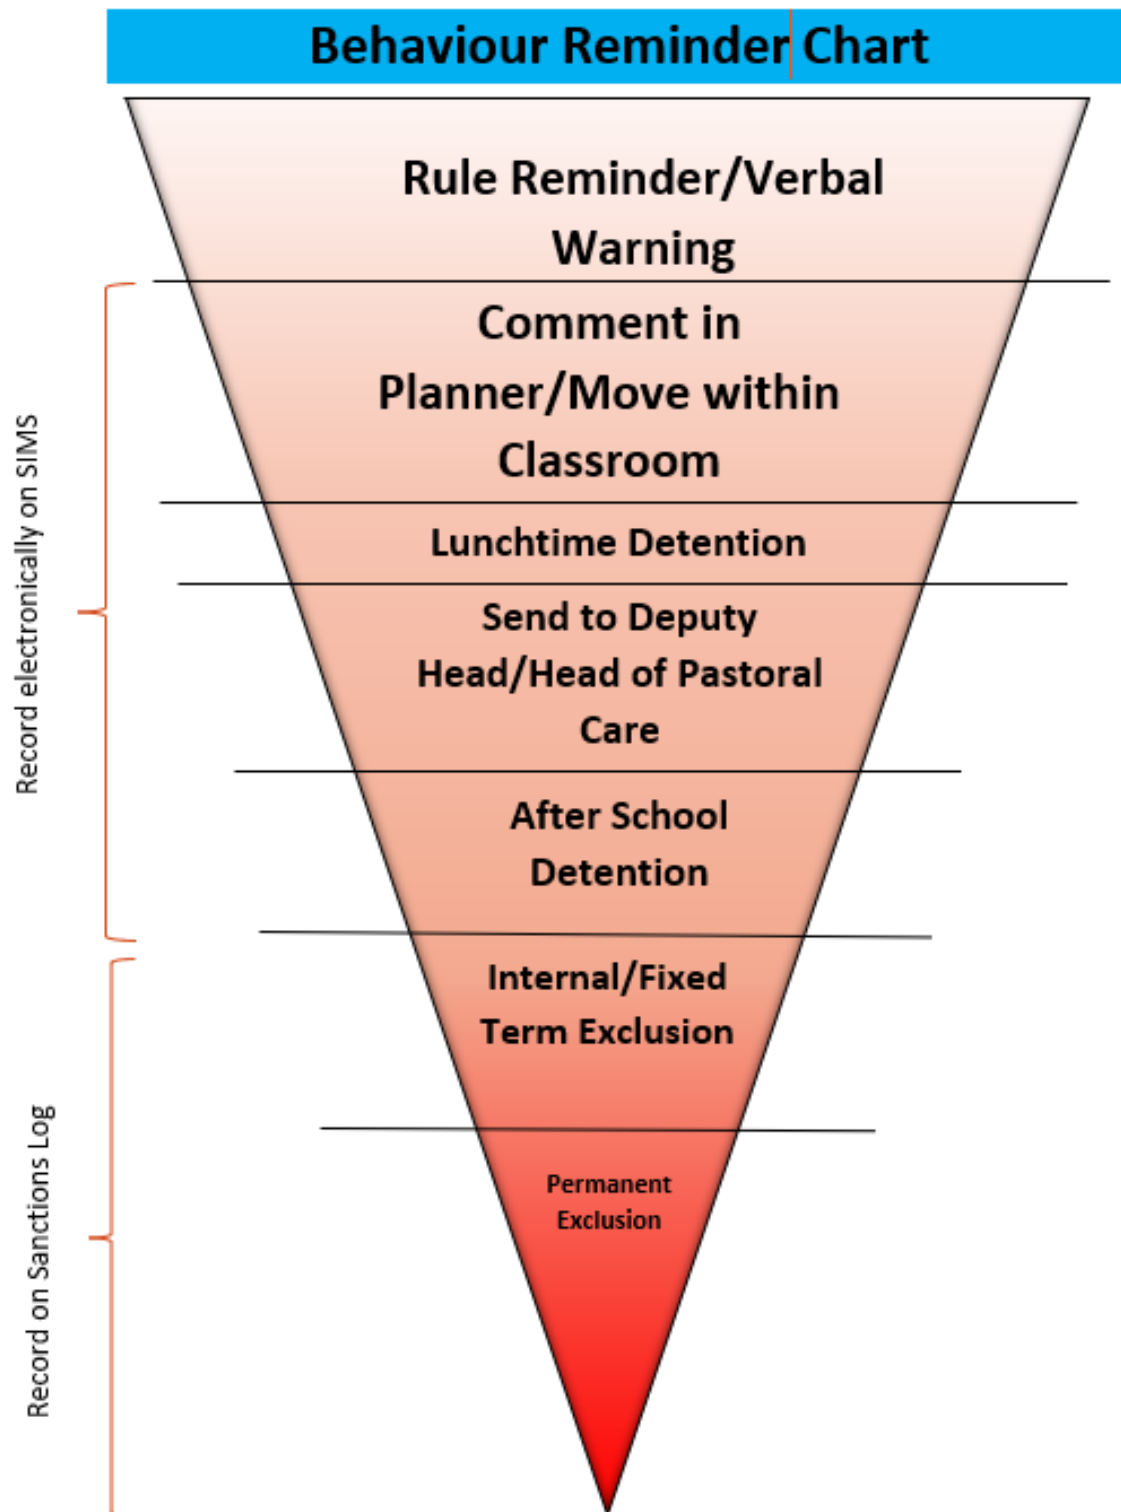 Behaviour Reminder Chart
Rule Reminder/Verbal
Warning
Comment in
Planner/Move within
Classroom
Lunchtime Detention
Send to Deputy
Head/Head of Pastoral
Care
After School
Detention
Internal/Fixed
Term Exclusion
Permanent
Exclusion
Record electronically on SIMS
Record on Sanctions Log